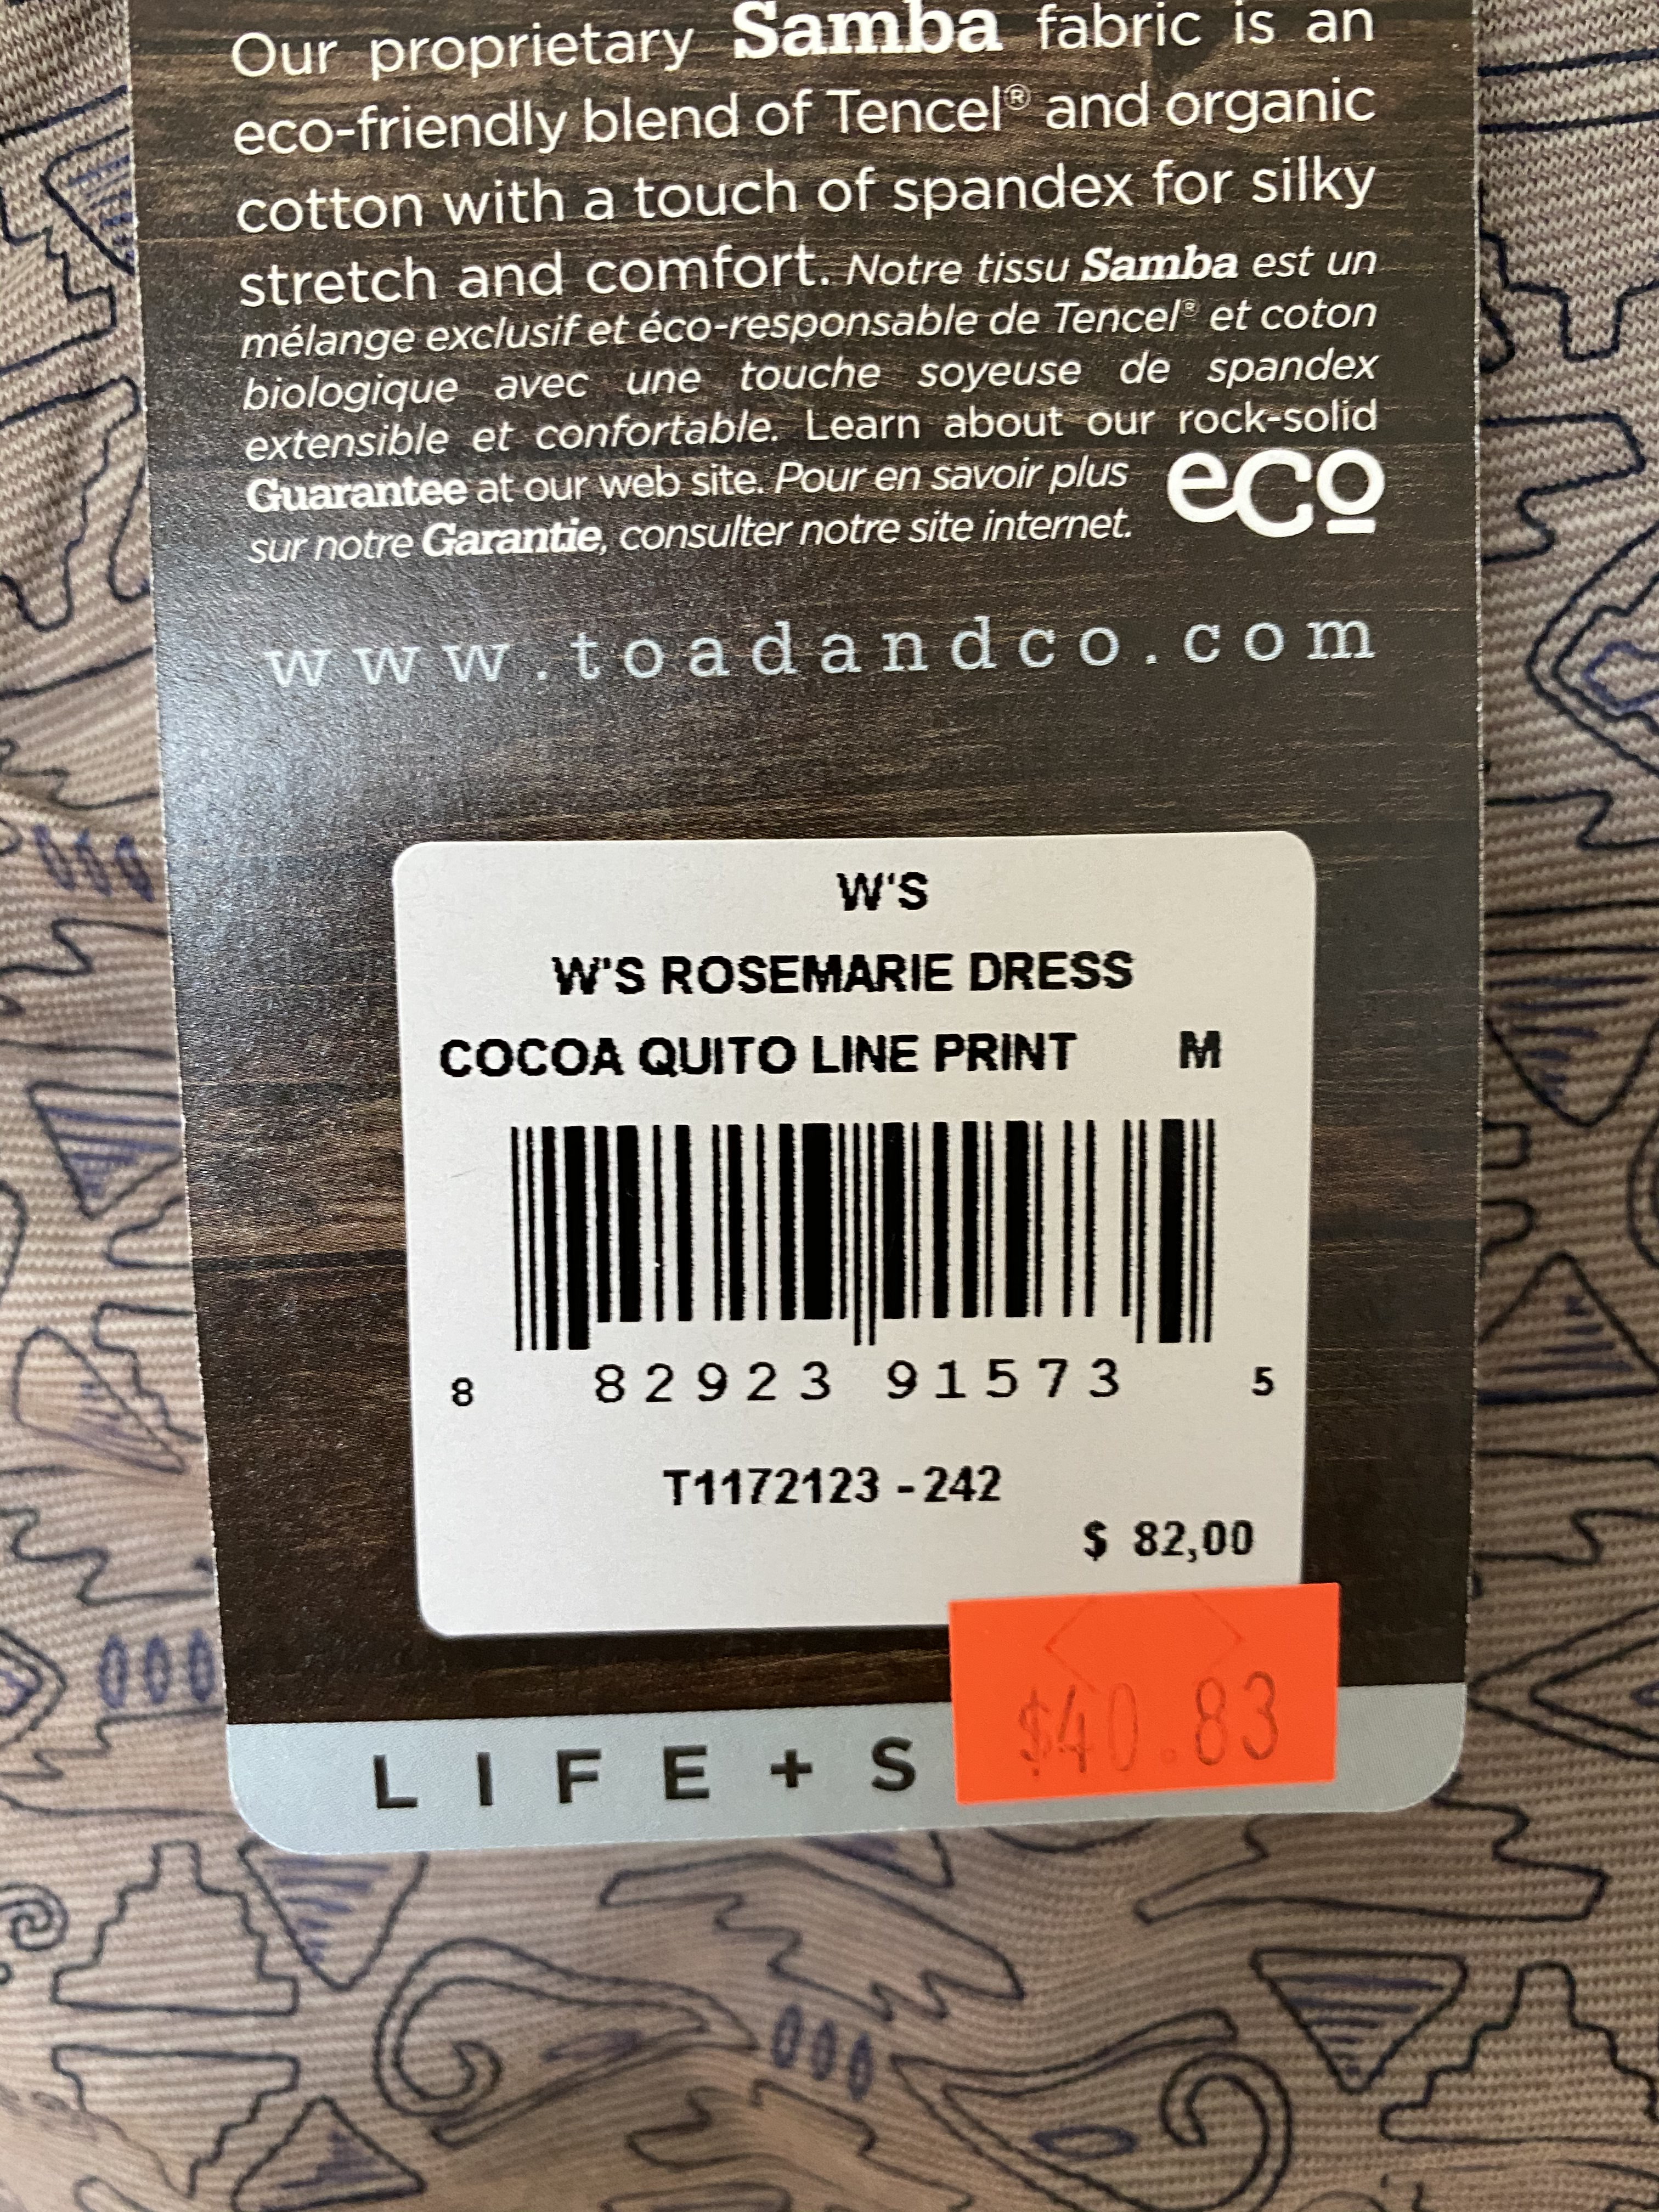 Our proprietary Samba fabric is an
eco-friendly blend of Tencel® and organic
cotton with a touch of spandex for silky
stretch and comfort. Notre tissu Samba est un
mélange exclusif et éco-responsable de Tencel® et coton
biologique avec une touche soyeuse de spandex
extensible et confortable. Learn about our rock-solid
Guarantee at our web site. Pour en savoir plus
sur notre Garantie, consulter notre site internet.
eco
www.toadandco.com
W'S
W'S ROSEMARIE DRESS
COCOA QUITO LINE PRINT M
8 82923 91573 5
T1172123 - 242
$ 82,00
$40.83
LIFE + S